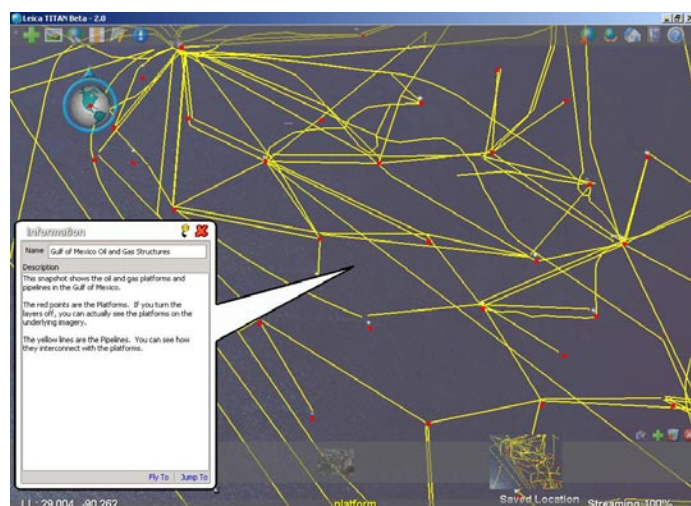 Leica TITAN Beta - 2.0
Information
Name Gulf of Mexico Oil and Gas Structures
Description
This snapshot shows the oil and gas platforms and
pipelines in the Gulf of Mexico.
The red points are the Platforms. If you turn the
layers off, you can actually see the platforms on the
underlying imagery.
The yellow lines are the Pipelines. You can see how
they interconnect with the platforms.
Fly To Jump To
LL: 29.004, -90.262
platform
Saved Location
Streaming 100%